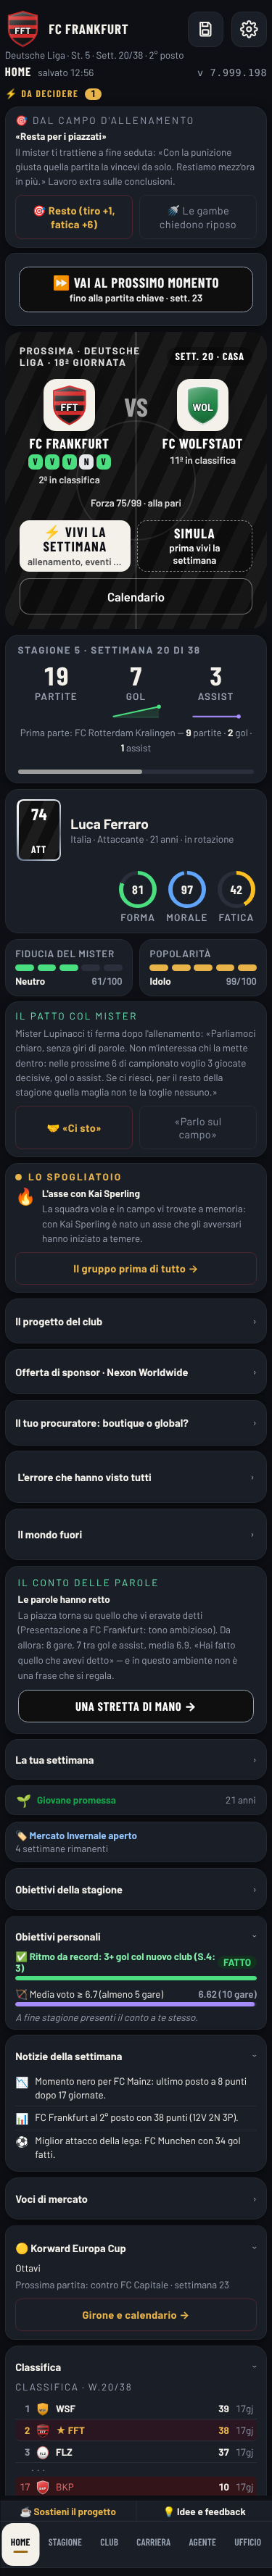 FFT
FC FRANKFURT
Deutsche Liga · St. 5 · Sett. 20/38 · 2° posto
HOME salvato 12:56 v 7.999.198
⚡ DA DECIDERE 1
🎯 DAL CAMPO D'ALLENAMENTO
«Resta per i piazzati»
Il mister ti trattiene a fine seduta: «Con la punizione
giusta quella partita la vincevi da solo. Restiamo mezz'ora
in più.» Lavoro extra sulle conclusioni.
🎯 Resto (tiro +1,
fatica +6)
🚿 Le gambe
chiedono riposo
⏩ VAI AL PROSSIMO MOMENTO
fino alla partita chiave · sett. 23
PROSSIMA · DEUTSCHE
LIGA · 18ª GIORNATA
SETT. 20 · CASA
FFT
VS
WOL
FC FRANKFURT
FC WOLFSTADT
V V V N V
11ª in classifica
2ª in classifica
Forza 75/99 · alla pari
⚡ VIVI LA
SETTIMANA
allenamento, eventi ...
SIMULA
prima vivi la
settimana
Calendario
STAGIONE 5 · SETTIMANA 20 DI 38
19
PARTITE
7
GOL
3
ASSIST
Prima parte: FC Rotterdam Kralingen — 9 partite · 2 gol ·
1 assist
74
ATT
Luca Ferraro
Italia · Attaccante · 21 anni · in rotazione
81
FORMA
97
MORALE
42
FATICA
FIDUCIA DEL MISTER
Neutro 61/100
POPOLARITÀ
Idolo 99/100
IL PATTO COL MISTER
Mister Lupinacci ti ferma dopo l'allenamento: «Parliamoci
chiaro, senza giri di parole. Non m'interessa chi la mette
dentro: nelle prossime 6 di campionato voglio 3 giocate
decisive, gol o assist. Se ci riesci, per il resto della
stagione quella maglia non te la toglie nessuno.»
🤝 «Ci sto»
«Parlo sul
campo»
LO SPOGLIATOIO
🔥 L'asse con Kai Sperling
La squadra e in campo vi trovate a memoria:
con Kai Sperling è nato un asse che gli avversari
hanno iniziato a temere.
Il gruppo prima di tutto →
Il progetto del club ›
Offerta di sponsor · Nexon Worldwide ›
Il tuo procuratore: boutique o global? ›
L'errore che hanno visto tutti ›
Il mondo fuori ›
IL CONTO DELLE PAROLE
Le parole hanno retto
La piazza torna su quello che vi eravate detti
(Presentazione a FC Frankfurt: tono ambizioso). Da
allora: 8 gare, 7 tra gol e assist, media 6.9. «Hai fatto
quello che avevi detto» — e in questo ambiente non è
una frase che si regala.
UNA STRETTA DI MANO →
La tua settimana ›
🌱 Giovane promessa 21 anni
🏷️ Mercato Invernale aperto
4 settimane rimanenti
Obiettivi della stagione ›
Obiettivi personali
✅ Ritmo da record: 3+ gol col nuovo club (S.4:
3)
FATTO
🏹 Media voto ≥ 6.7 (almeno 5 gare) 6.62 (10 gare)
A fine stagione presenti il conto a te stesso.
Notizie della settimana
📉 Momento nero per FC Mainz: ultimo posto a 8 punti
dopo 17 giornate.
📊 FC Frankfurt al 2° posto con 38 punti (12V 2N 3P).
⚽ Miglior attacco della lega: FC Munchen con 34 gol
fatti.
Voci di mercato ›
🟡 Korward Europa Cup
Ottavi
Prossima partita: contro FC Capitale · settimana 23
Girone e calendario →
Classifica
CLASSIFICA · W.20/38
1 WSF 39 17gj
2 ★ FFT 38 17gj
3 FLZ 37 17gj
···
17 BKP 10 17gj
☕ Sostieni il progetto
💡 Idee e feedback
HOME STAGIONE CLUB CARRIERA AGENTE UFFICIO